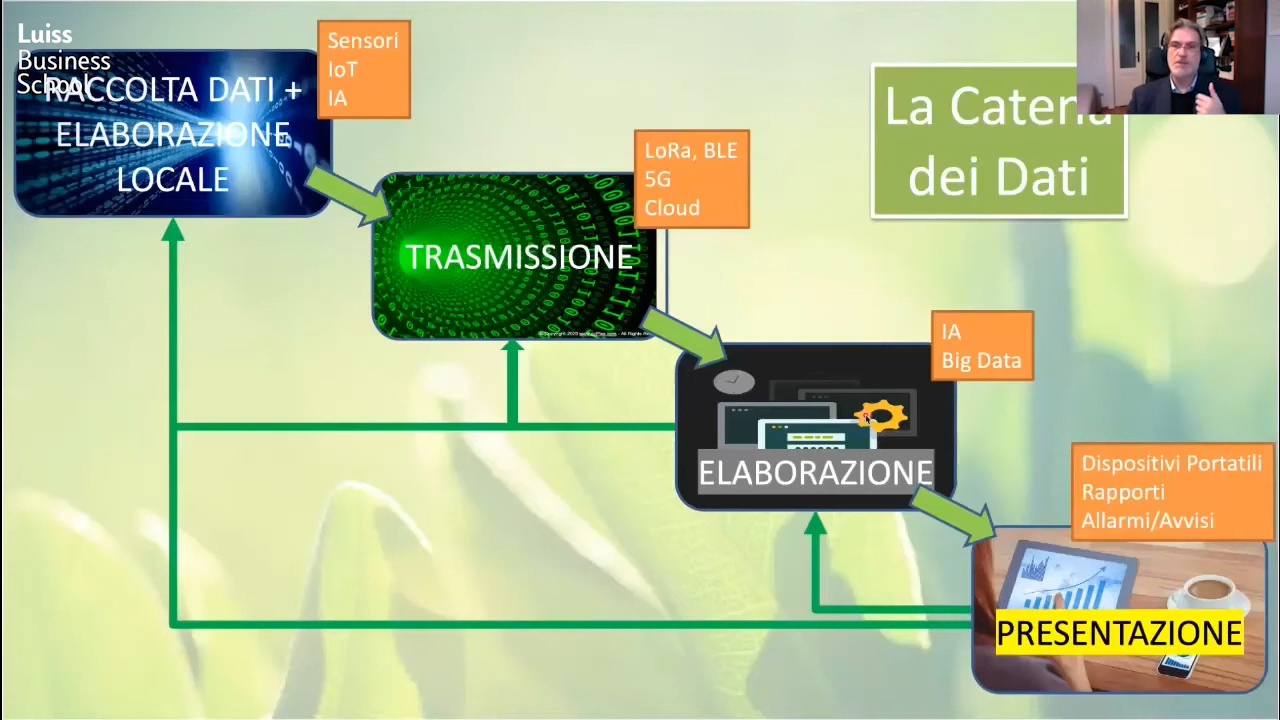 Luiss
Business
School
RACCOLTA DATI +
ELABORAZIONE
LOCALE
Sensori
IoT
IA
TRASMISSIONE
LoRa, BLE
5G
Cloud
La Catena
dei Dati
ELABORAZIONE
IA
Big Data
PRESENTAZIONE
Dispositivi Portatili
Rapporti
Allarmi/Avvisi